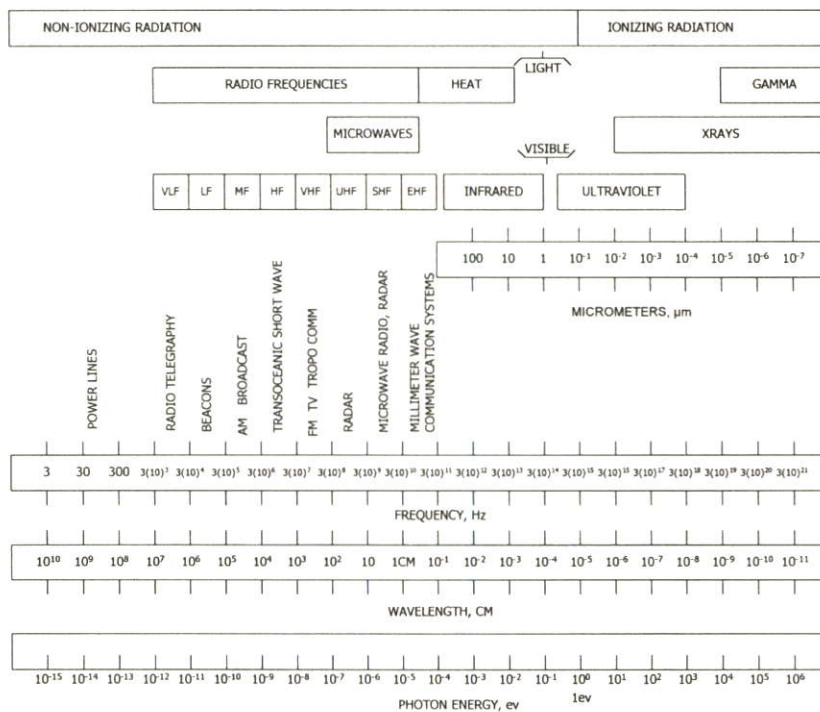 NON-IONIZING RADIATION IONIZING RADIATION
LIGHT
RADIO FREQUENCIES HEAT GAMMA
MICROWAVES XRAYS
VISIBLE
VLF LF MF HF VHF UHF SHF EHF INFRARED ULTRAVIOLET
100 10 1 10⁻¹ 10⁻² 10⁻³ 10⁻⁴ 10⁻⁵ 10⁻⁶ 10⁻⁷
MICROMETERS, µm
POWER LINES
RADIO TELEGRAPHY
BEACONS
AM BROADCAST
TRANSOCEANIC SHORT WAVE
FM TV TROPO COMM
RADAR
MICROWAVE RADIO, RADAR
MILLIMETER WAVE
COMMUNICATION SYSTEMS
3 30 300 3(10)³ 3(10)⁴ 3(10)⁵ 3(10)⁶ 3(10)⁷ 3(10)⁸ 3(10)⁹ 3(10)¹⁰ 3(10)¹¹ 3(10)¹² 3(10)¹³ 3(10)¹⁴ 3(10)¹⁵ 3(10)¹⁵ 3(10)¹⁷ 3(10)¹⁸ 3(10)¹⁹ 3(10)²⁰ 3(10)²¹
FREQUENCY, Hz
10¹⁰ 10⁹ 10⁸ 10⁷ 10⁶ 10⁵ 10⁴ 10³ 10² 10 1CM 10⁻¹ 10⁻² 10⁻³ 10⁻⁴ 10⁻⁵ 10⁻⁶ 10⁻⁷ 10⁻⁸ 10⁻⁹ 10⁻¹⁰ 10⁻¹¹
WAVELENGTH, CM
10⁻¹⁵ 10⁻¹⁴ 10⁻¹³ 10⁻¹² 10⁻¹¹ 10⁻¹⁰ 10⁻⁹ 10⁻⁸ 10⁻⁷ 10⁻⁶ 10⁻⁵ 10⁻⁴ 10⁻³ 10⁻² 10⁻¹ 10⁰ 10¹ 10² 10³ 10⁴ 10⁵ 10⁶
1ev
PHOTON ENERGY, ev